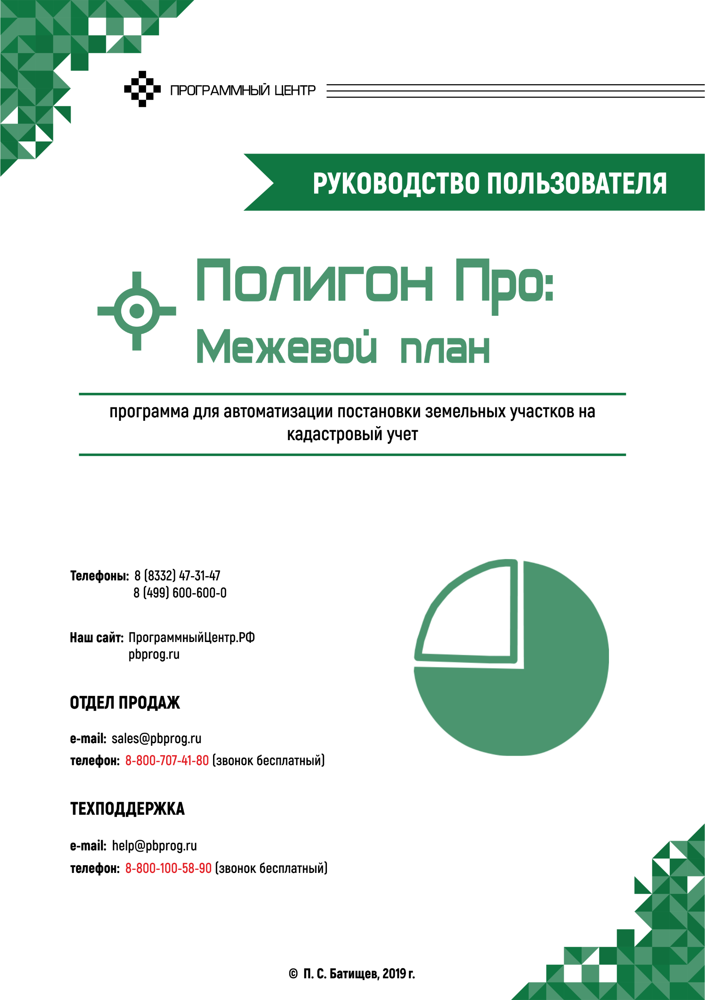 ПРОГРАММНЫЙ ЦЕНТР
РУКОВОДСТВО ПОЛЬЗОВАТЕЛЯ
Полигон Про:
Межевой план
программа для автоматизации постановки земельных участков на
кадастровый учет
Телефоны: 8 (8332) 47-31-47
8 (499) 600-600-0
Наш сайт: ПрограммныйЦентр.РФ
pbprog.ru
ОТДЕЛ ПРОДАЖ
e-mail: sales@pbprog.ru
телефон: 8-800-707-41-80 (звонок бесплатный)
ТЕХПОДДЕРЖКА
e-mail: help@pbprog.ru
телефон: 8-800-100-58-90 (звонок бесплатный)
© П. С. Батищев, 2019 г.